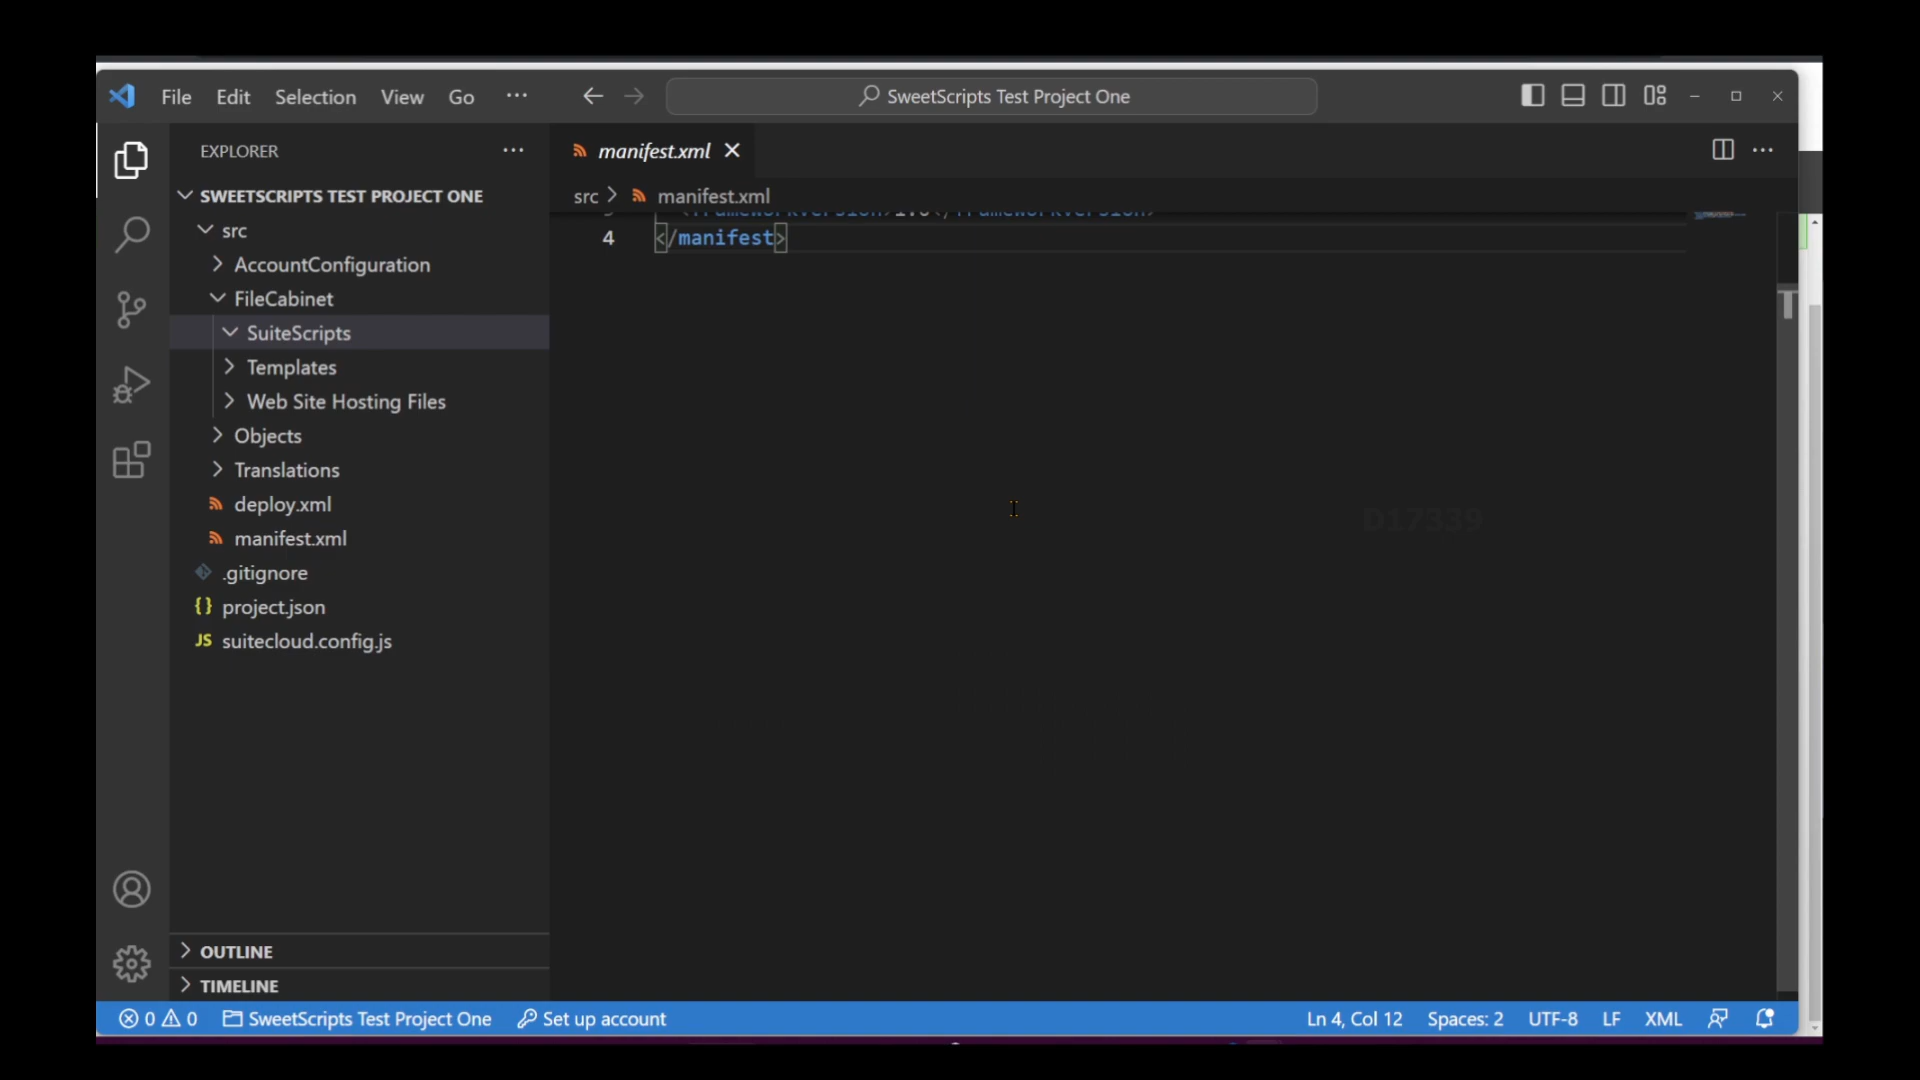 File Edit Selection View Go ··· SweetScripts Test Project One
EXPLORER ···
SWEETSCRIPTS TEST PROJECT ONE
src
AccountConfiguration
FileCabinet
SuiteScripts
Templates
Web Site Hosting Files
Objects
Translations
deploy.xml
manifest.xml
.gitignore
{} project.json
JS suitecloud.config.js
OUTLINE
TIMELINE
manifest.xml
src > manifest.xml
4 </manifest>
D17339
0 0 SweetScripts Test Project One Set up account Ln 4, Col 12 Spaces: 2 UTF-8 LF XML